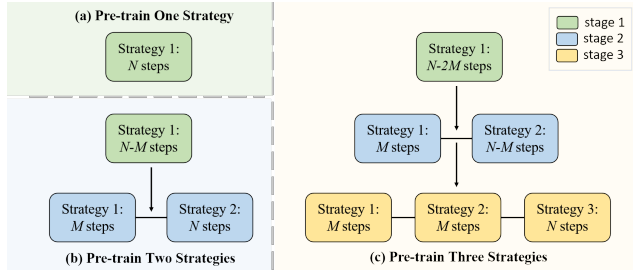 (a) Pre-train One Strategy
Strategy 1:
N steps
Strategy 1:
N-M steps
Strategy 1:
M steps
Strategy 2:
N steps
(b) Pre-train Two Strategies
stage 1
stage 2
stage 3
Strategy 1:
N-2M steps
Strategy 1:
M steps
Strategy 2:
N-M steps
Strategy 1:
M steps
Strategy 2:
M steps
Strategy 3:
N steps
(c) Pre-train Three Strategies